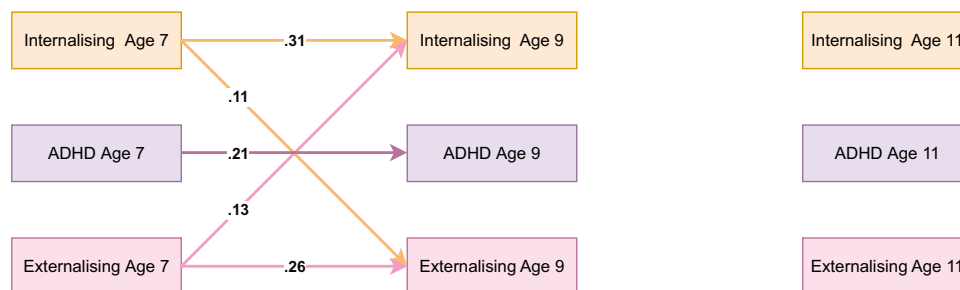 Internalising Age 7
.31
Internalising Age 9
Internalising Age 11
.11
ADHD Age 7
.21
ADHD Age 9
ADHD Age 11
.13
Externalising Age 7
.26
Externalising Age 9
Externalising Age 11